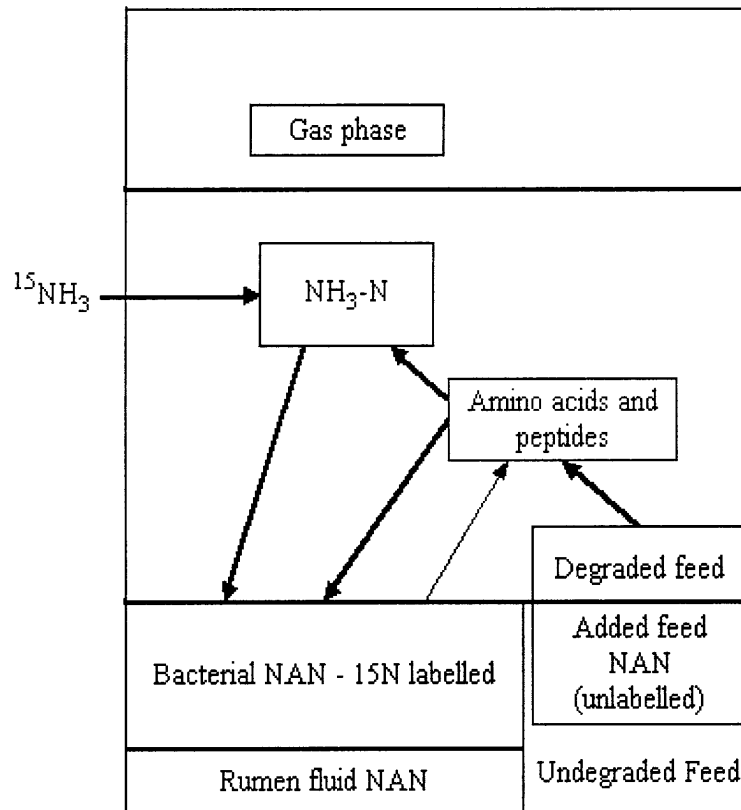 Gas phase
¹⁵NH₃
NH₃-N
Amino acids and
peptides
Degraded feed
Added feed
NAN
(unlabelled)
Bacterial NAN - 15N labelled
Rumen fluid NAN
Undegraded Feed